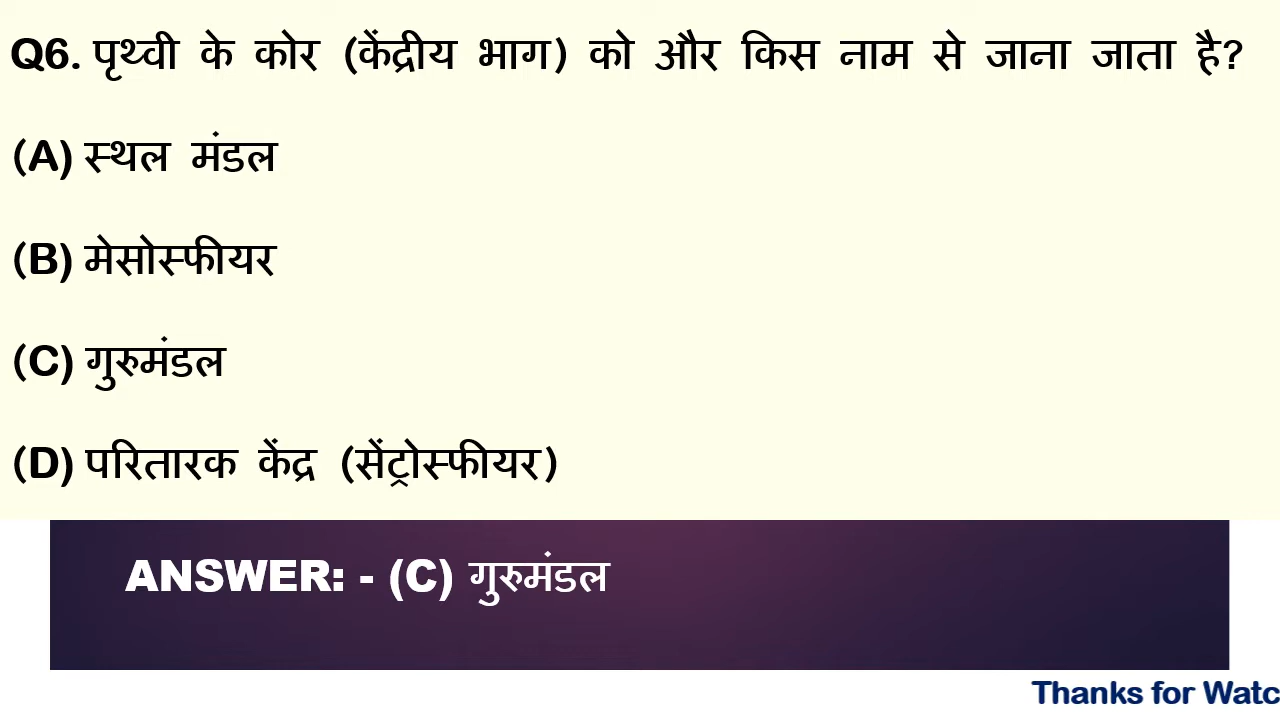 Q6. पृथ्वी के कोर (केंद्रीय भाग) को और किस नाम से जाना जाता है?
(A) स्थल मंडल
(B) मेसोस्फीयर
(C) गुरुमंडल
(D) परितारक केंद्र (सेंट्रोस्फीयर)
ANSWER: - (C) गुरुमंडल
Thanks for Watc